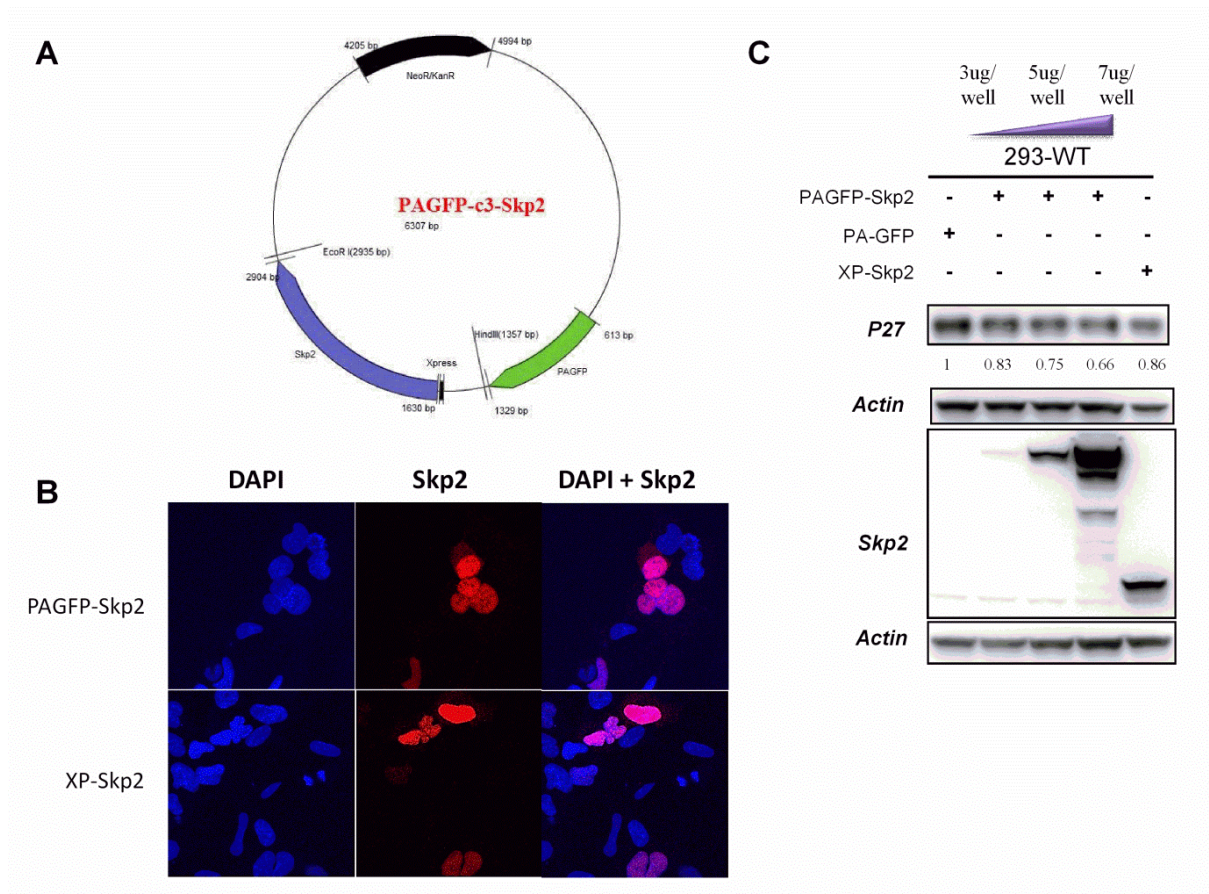 A
4205 bp
4994 bp
NeoR/KanR
PAGFP-c3-Skp2
6307 bp
EcoR I(2935 bp)
2904 bp
HindIII(1357 bp)
613 bp
Skp2
Xpress
PAGFP
1630 bp
1329 bp
B
DAPI
Skp2
DAPI + Skp2
PAGFP-Skp2
XP-Skp2
C
3ug/ 5ug/ 7ug/
well well well
293-WT
PAGFP-Skp2 - + + + -
PA-GFP + - - - -
XP-Skp2 - - - - +
P27
1 0.83 0.75 0.66 0.86
Actin
Skp2
Actin